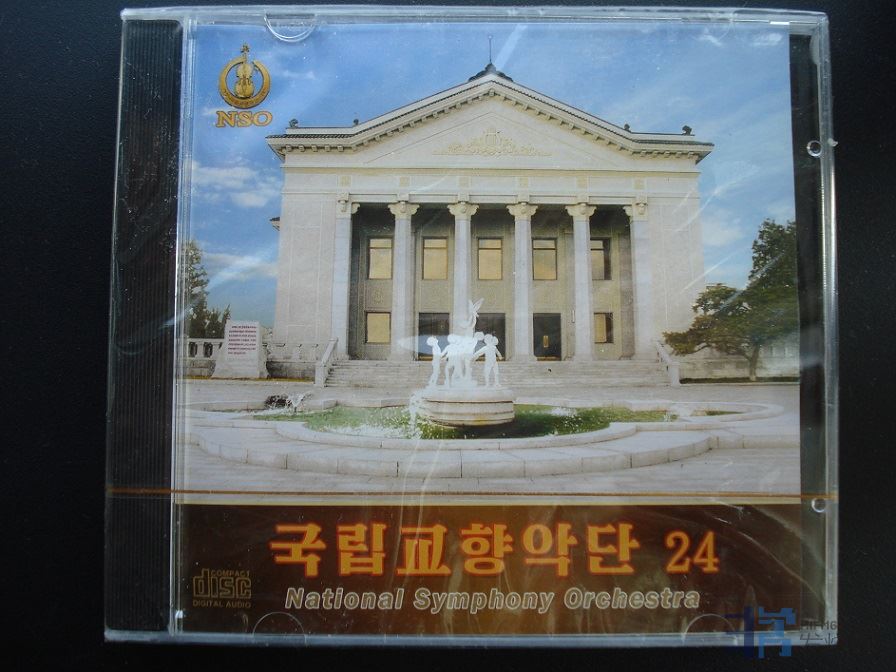 NSO
국립교향악단 24
COMPACT
disc
DIGITAL AUDIO
National Symphony Orchestra